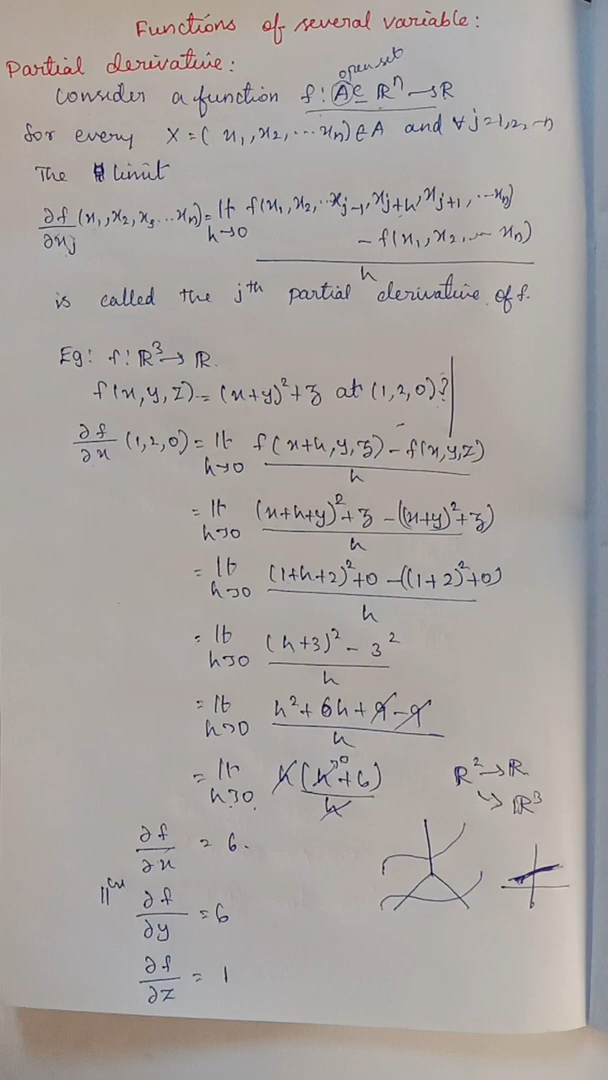 Functions of several variable:
Partial derivative:
open set
Consider a function f: A ⊆ ℝⁿ → ℝ
for every X = (x₁, x₂, ... xₙ) ∈ A and ∀ j = 1, 2, -- n
The limit
∂f/∂xⱼ (x₁, x₂, x₃ ... xₙ) = lt h→0 [f(x₁, x₂, ... xⱼ₋₁, xⱼ + h, xⱼ₊₁, ... xₙ)
- f(x₁, x₂, ... xₙ)] / h
is called the jᵗʰ partial derivative of f.
Eg: f: ℝ³ → ℝ.
f(x, y, z) = (x+y)² + z at (1, 2, 0)?
∂f/∂x (1, 2, 0) = lt h→0 [f(x+h, y, z) - f(x, y, z)] / h
= lt h→0 [(x+h+y)² + z - ((x+y)² + z)] / h
= lt h→0 [(1+h+2)² + 0 - ((1+2)² + 0)] / h
= lt h→0 [(h+3)² - 3²] / h
= lt h→0 [h² + 6h + 9 - 9] / h
= lt h→0 h(h→0 + 6) / h
ℝ² → ℝ
↳ ℝ³
∂f/∂x = 6.
||ly ∂f/∂y = 6
∂f/∂z = 1